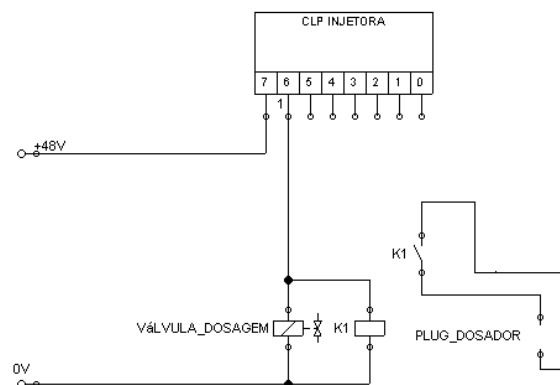 CLP INJETORA
7 6 5 4 3 2 1 0
1
+48V
K1
VáLVULA_DOSAGEM K1
PLUG_DOSADOR
0V